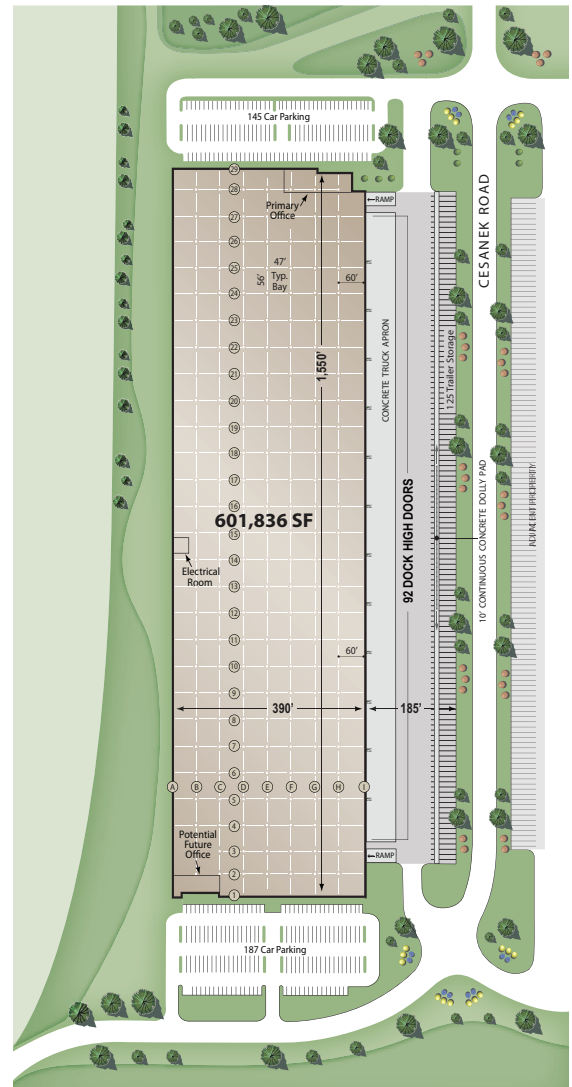 145 Car Parking
29
28
Primary
Office
←RAMP
27
26
25
47'
Typ.
Bay
56'
60'
24
23
22
21
1,550'
20
19
18
17
16
601,836 SF
15
14
Electrical
Room
13
12
11
60'
10
9
390'
185'
8
7
6
A
B
C
D
E
F
G
H
I
5
4
Potential
Future
Office
3
←RAMP
2
1
187 Car Parking
CONCRETE TRUCK APRON
92 DOCK HIGH DOORS
125 Trailer Storage
10' CONTINUOUS CONCRETE DOLLY PAD
CESANEK ROAD
ADJACENT PROPERTY